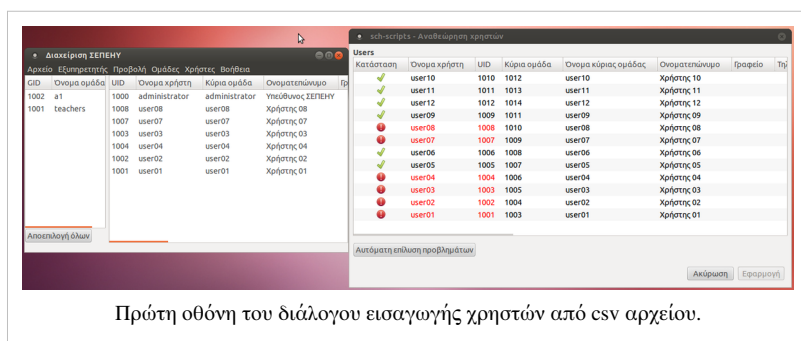 sch-scripts - Αναθεώρηση χρηστών
Users
Κατάσταση Όνομα χρήστη UID Κύρια ομάδα Όνομα κύριας ομάδας Ονοματεπώνυμο Γραφείο Τη
user10 1010 1012 user10 Χρήστης 10
user11 1011 1013 user11 Χρήστης 11
user12 1012 1014 user12 Χρήστης 12
user09 1009 1011 user09 Χρήστης 09
user08 1008 1010 user08 Χρήστης 08
user07 1007 1009 user07 Χρήστης 07
user06 1006 1008 user06 Χρήστης 06
user05 1005 1007 user05 Χρήστης 05
user04 1004 1006 user04 Χρήστης 04
user03 1003 1005 user03 Χρήστης 03
user02 1002 1004 user02 Χρήστης 02
user01 1001 1003 user01 Χρήστης 01
Αυτόματη επίλυση προβλημάτων
Ακύρωση Εφαρμογή
Διαχείριση ΣΕΠΕΗΥ
Αρχείο Εξυπηρετητής Προβολή Ομάδες Χρήστες Βοήθεια
GID Όνομα ομάδα
1002 a1
1001 teachers
Αποεπιλογή όλων
UID Όνομα χρήστη Κύρια ομάδα Ονοματεπώνυμο Γρ
1000 administrator administrator Υπεύθυνος ΣΕΠΕΗΥ
1008 user08 user08 Χρήστης 08
1007 user07 user07 Χρήστης 07
1003 user03 user03 Χρήστης 03
1004 user04 user04 Χρήστης 04
1002 user02 user02 Χρήστης 02
1001 user01 user01 Χρήστης 01
Πρώτη οθόνη του διάλογου εισαγωγής χρηστών από csv αρχείου.